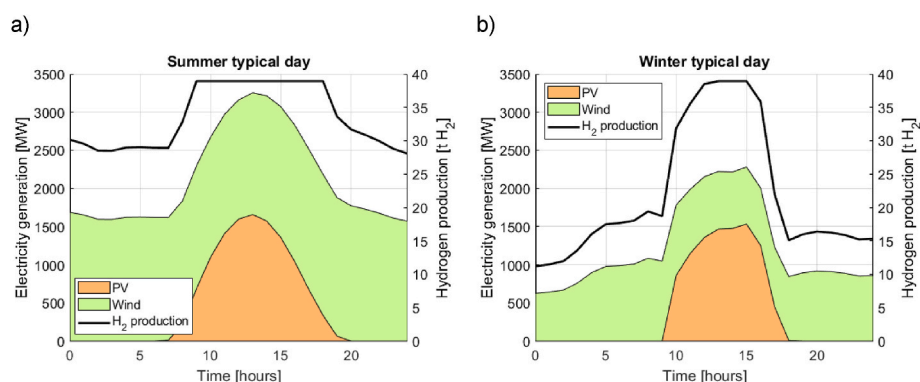 a)
Summer typical day
Electricity generation [MW]
3500
3000
2500
2000
1500
1000
500
0
PV
Wind
H₂ production
40
35
30
25
20
15
10
5
0
Hydrogen production [t H₂]
0 5 10 15 20
Time [hours]
b)
Winter typical day
Electricity generation [MW]
3500
3000
2500
2000
1500
1000
500
0
PV
Wind
H₂ production
40
35
30
25
20
15
10
5
0
Hydrogen production [t H₂]
0 5 10 15 20
Time [hours]